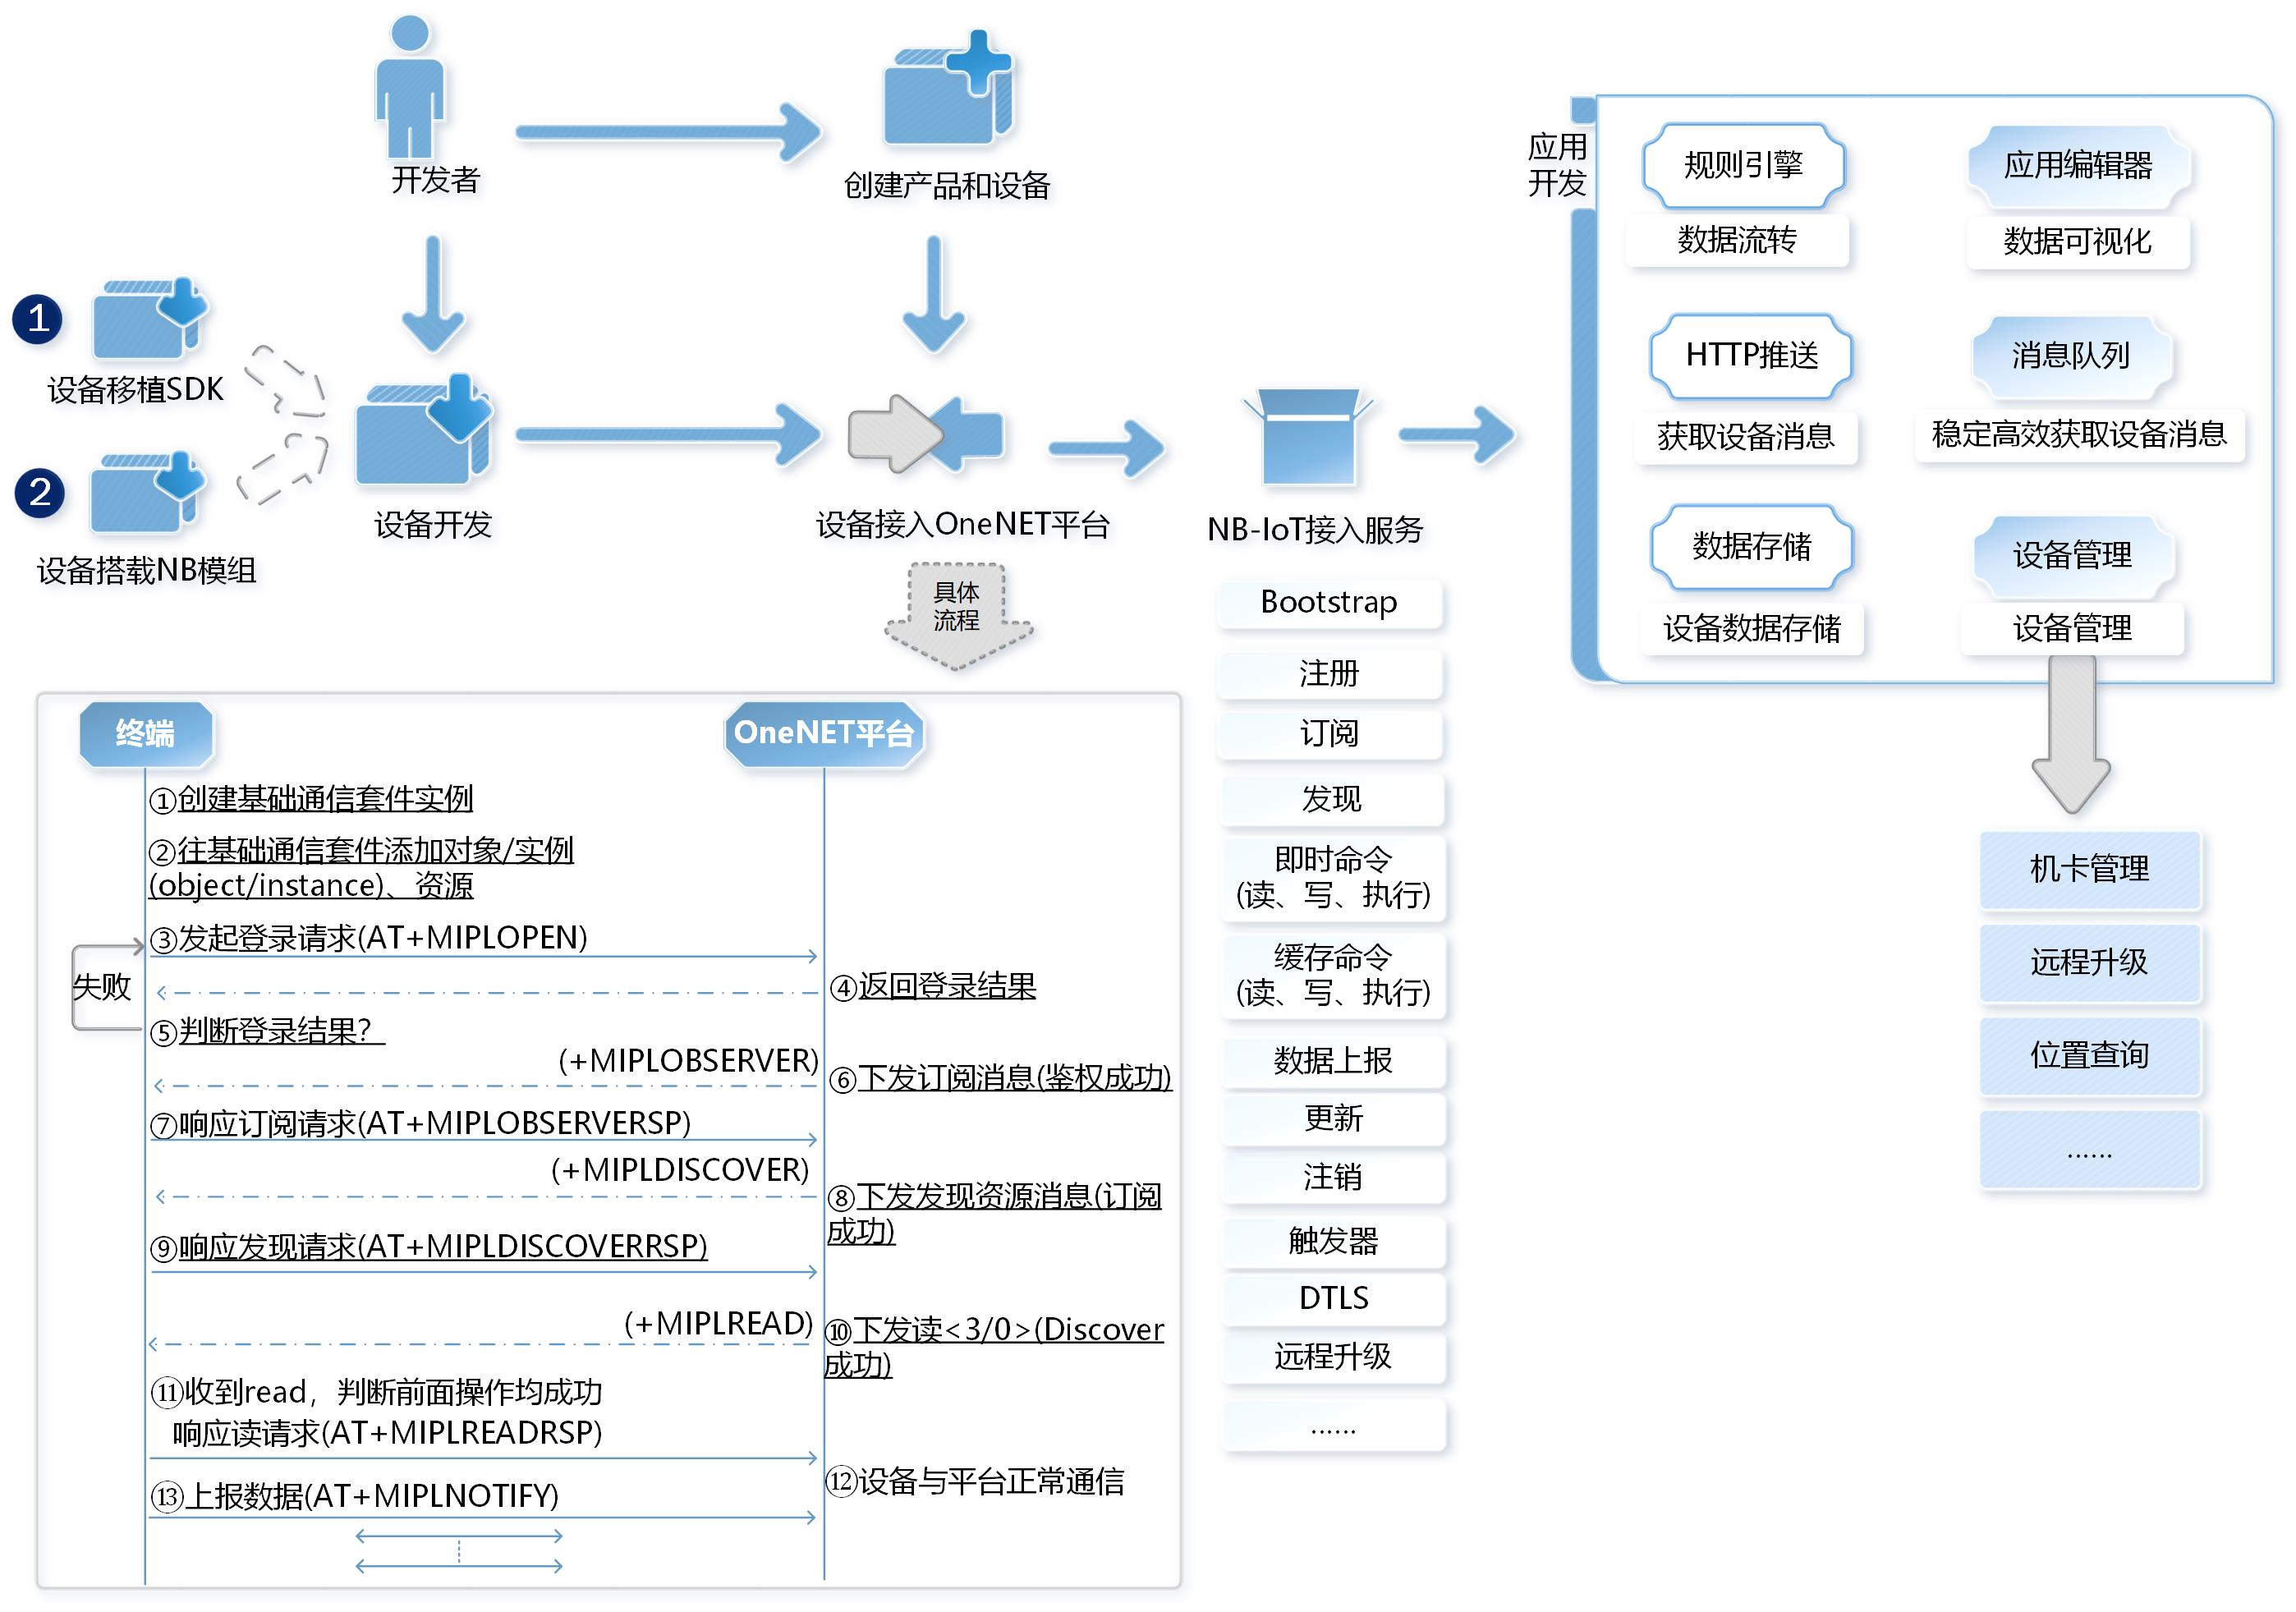 开发者
创建产品和设备
1
设备移植SDK
2
设备搭载NB模组
设备开发
设备接入OneNET平台
NB-IoT接入服务
具体
流程
应用
开发
规则引擎
数据流转
应用编辑器
数据可视化
HTTP推送
获取设备消息
消息队列
稳定高效获取设备消息
数据存储
设备数据存储
设备管理
设备管理
机卡管理
远程升级
位置查询
......
Bootstrap
注册
订阅
发现
即时命令
(读、写、执行)
缓存命令
(读、写、执行)
数据上报
更新
注销
触发器
DTLS
远程升级
......
终端
OneNET平台
①创建基础通信套件实例
②往基础通信套件添加对象/实例
(object/instance)、资源
③发起登录请求(AT+MIPLOPEN)
失败
④返回登录结果
⑤判断登录结果?
(+MIPLOBSERVER)
⑥下发订阅消息(鉴权成功)
⑦响应订阅请求(AT+MIPLOBSERVERSP)
(+MIPLDISCOVER)
⑧下发发现资源消息(订阅
成功)
⑨响应发现请求(AT+MIPLDISCOVERRSP)
(+MIPLREAD)
⑩下发读<3/0>(Discover
成功)
⑪收到read，判断前面操作均成功
响应读请求(AT+MIPLREADRSP)
⑫设备与平台正常通信
⑬上报数据(AT+MIPLNOTIFY)